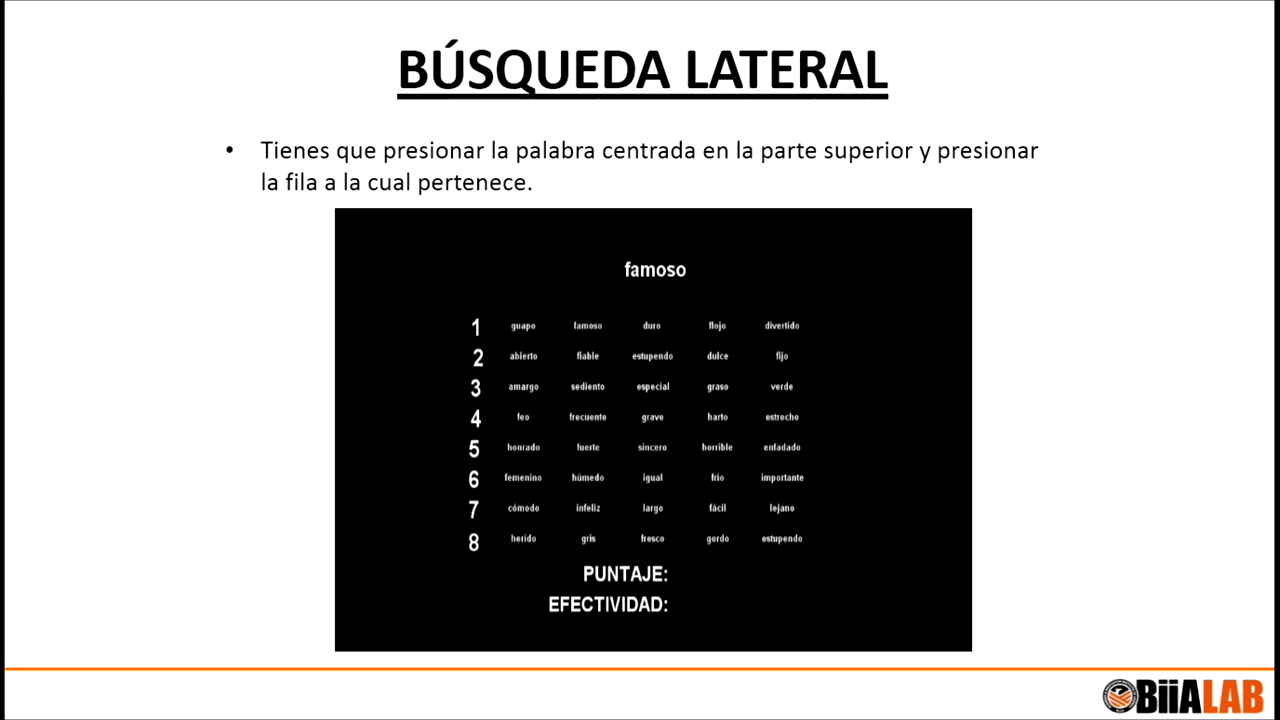 BÚSQUEDA LATERAL
• Tienes que presionar la palabra centrada en la parte superior y presionar
la fila a la cual pertenece.
famoso
1 guapo famoso duro flojo divertido
2 abierto fiable estupendo dulce fijo
3 amargo sediento especial graso verde
4 feo frecuente grave harto estrecho
5 honrado fuerte sincero horrible enfadado
6 femenino húmedo igual frío importante
7 cómodo infeliz largo fácil lejano
8 herido gris fresco gordo estupendo
PUNTAJE:
EFECTIVIDAD:
BiiALAB